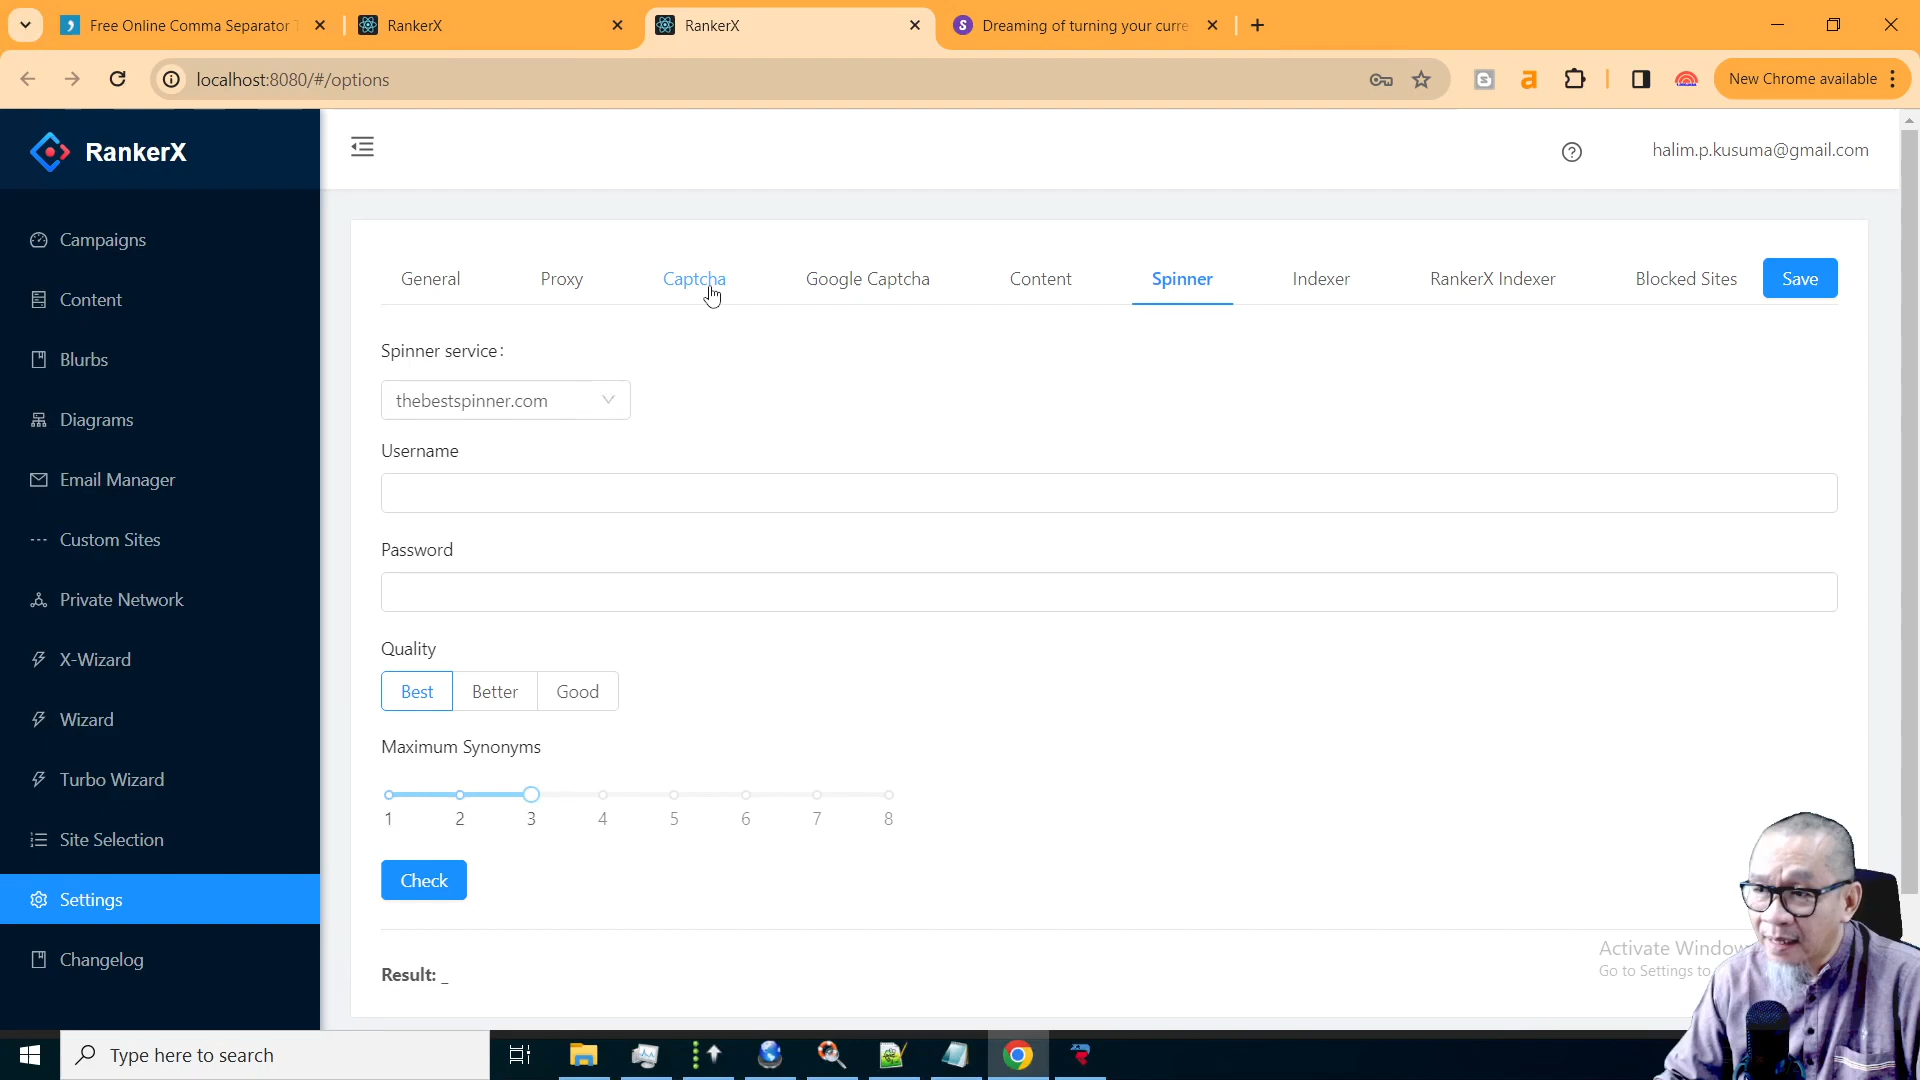 Free Online Comma Separator T
RankerX
RankerX
Dreaming of turning your curre
localhost:8080/#/options
New Chrome available
RankerX
halim.p.kusuma@gmail.com
Campaigns
Content
Blurbs
Diagrams
Email Manager
Custom Sites
Private Network
X-Wizard
Wizard
Turbo Wizard
Site Selection
Settings
Changelog
General
Proxy
Captcha
Google Captcha
Content
Spinner
Indexer
RankerX Indexer
Blocked Sites
Save
Spinner service:
thebestspinner.com
Username
Password
Quality
Best
Better
Good
Maximum Synonyms
1 2 3 4 5 6 7 8
Check
Result: _
Activate Window
Go to Settings to
Type here to search